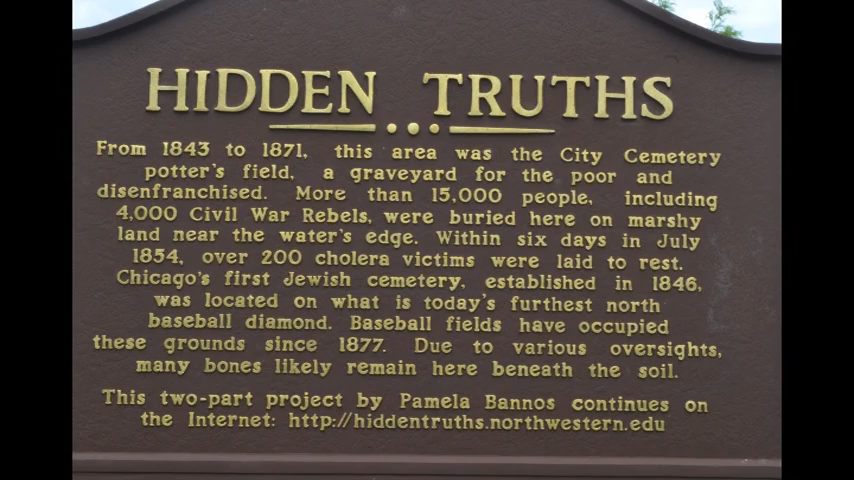 HIDDEN TRUTHS
From 1843 to 1871, this area was the City Cemetery
potter's field, a graveyard for the poor and
disenfranchised. More than 15,000 people, including
4,000 Civil War Rebels, were buried here on marshy
land near the water's edge. Within six days in July
1854, over 200 cholera victims were laid to rest.
Chicago's first Jewish cemetery, established in 1846,
was located on what is today's furthest north
baseball diamond. Baseball fields have occupied
these grounds since 1877. Due to various oversights,
many bones likely remain here beneath the soil.
This two-part project by Pamela Bannos continues on
the Internet: http://hiddentruths.northwestern.edu